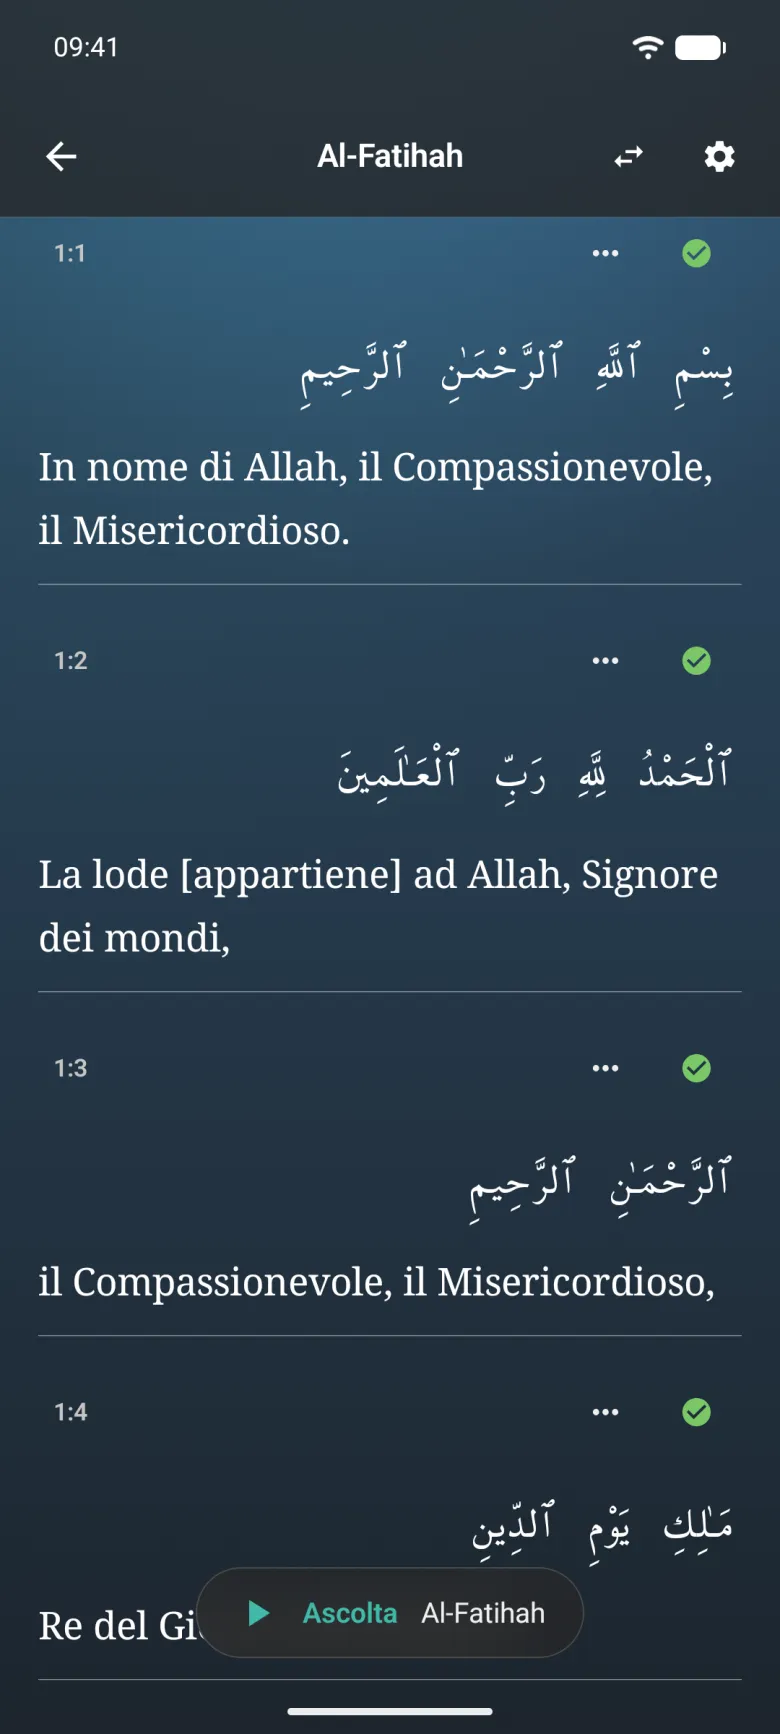 09:41
Al-Fatihah
1:1
بِسْمِ ٱللَّهِ ٱلرَّحْمَـٰنِ ٱلرَّحِيمِ
In nome di Allah, il Compassionevole,
il Misericordioso.
1:2
ٱلْحَمْدُ لِلَّهِ رَبِّ ٱلْعَـٰلَمِينَ
La lode [appartiene] ad Allah, Signore
dei mondi,
1:3
ٱلرَّحْمَـٰنِ ٱلرَّحِيمِ
il Compassionevole, il Misericordioso,
1:4
مَـٰلِكِ يَوْمِ ٱلدِّينِ
Re del
Ascolta Al-Fatihah